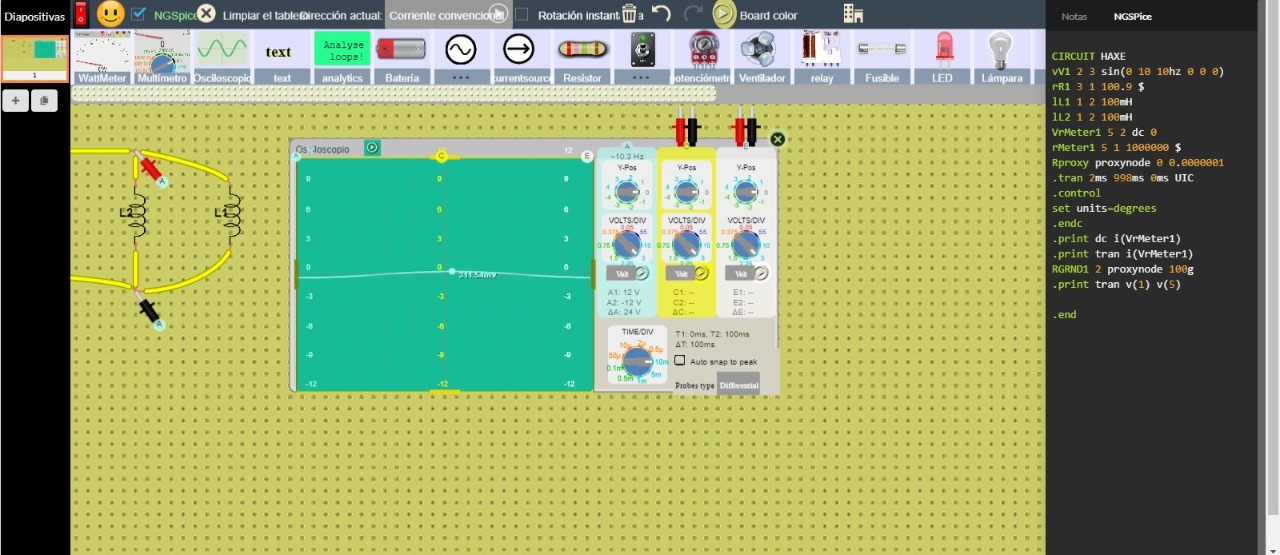 Diapositivas NGSpice Limpiar el tablero Dirección actual: Corriente convencional Rotación instant a Board color
Notas NGSPice
0 text Analyse loops!
WattMeter Multímetro Osciloscopio text analytics Batería ... currentsource Resistor ... potenciómetro Ventilador relay Fusible LED Lámpara
1
CIRCUIT HAXE
vV1 2 3 sin(0 10 10hz 0 0 0)
rR1 3 1 100.9 $
lL1 1 2 100mH
lL2 1 2 100mH
VrMeter1 5 2 dc 0
rMeter1 5 1 1000000 $
Rproxy proxynode 0 0.0000001
.tran 2ms 998ms 0ms UIC
.control
set units=degrees
.endc
.print dc i(VrMeter1)
.print tran i(VrMeter1)
RGRND1 2 proxynode 100g
.print tran v(1) v(5)
.end
Osciloscopio
A 12 C 12 E
9 9 9
6 6 6
3 3 3
0 0 0
-3 -3 -3
-6 -6 -6
-9 -9 -9
-12 -12 -12
A
~10.3 Hz
Y-Pos Y-Pos Y-Pos
VOLTS/DIV VOLTS/DIV VOLTS/DIV
Volt Volt Volt
A1: 12 V C1: -- E1: --
A2: -12 V C2: -- E2: --
ΔA: 24 V ΔC: -- ΔE: --
TIME/DIV
T1: 0ms, T2: 100ms
ΔT: 100ms
Auto snap to peak
Probes type Differential
A
L2 L1
A